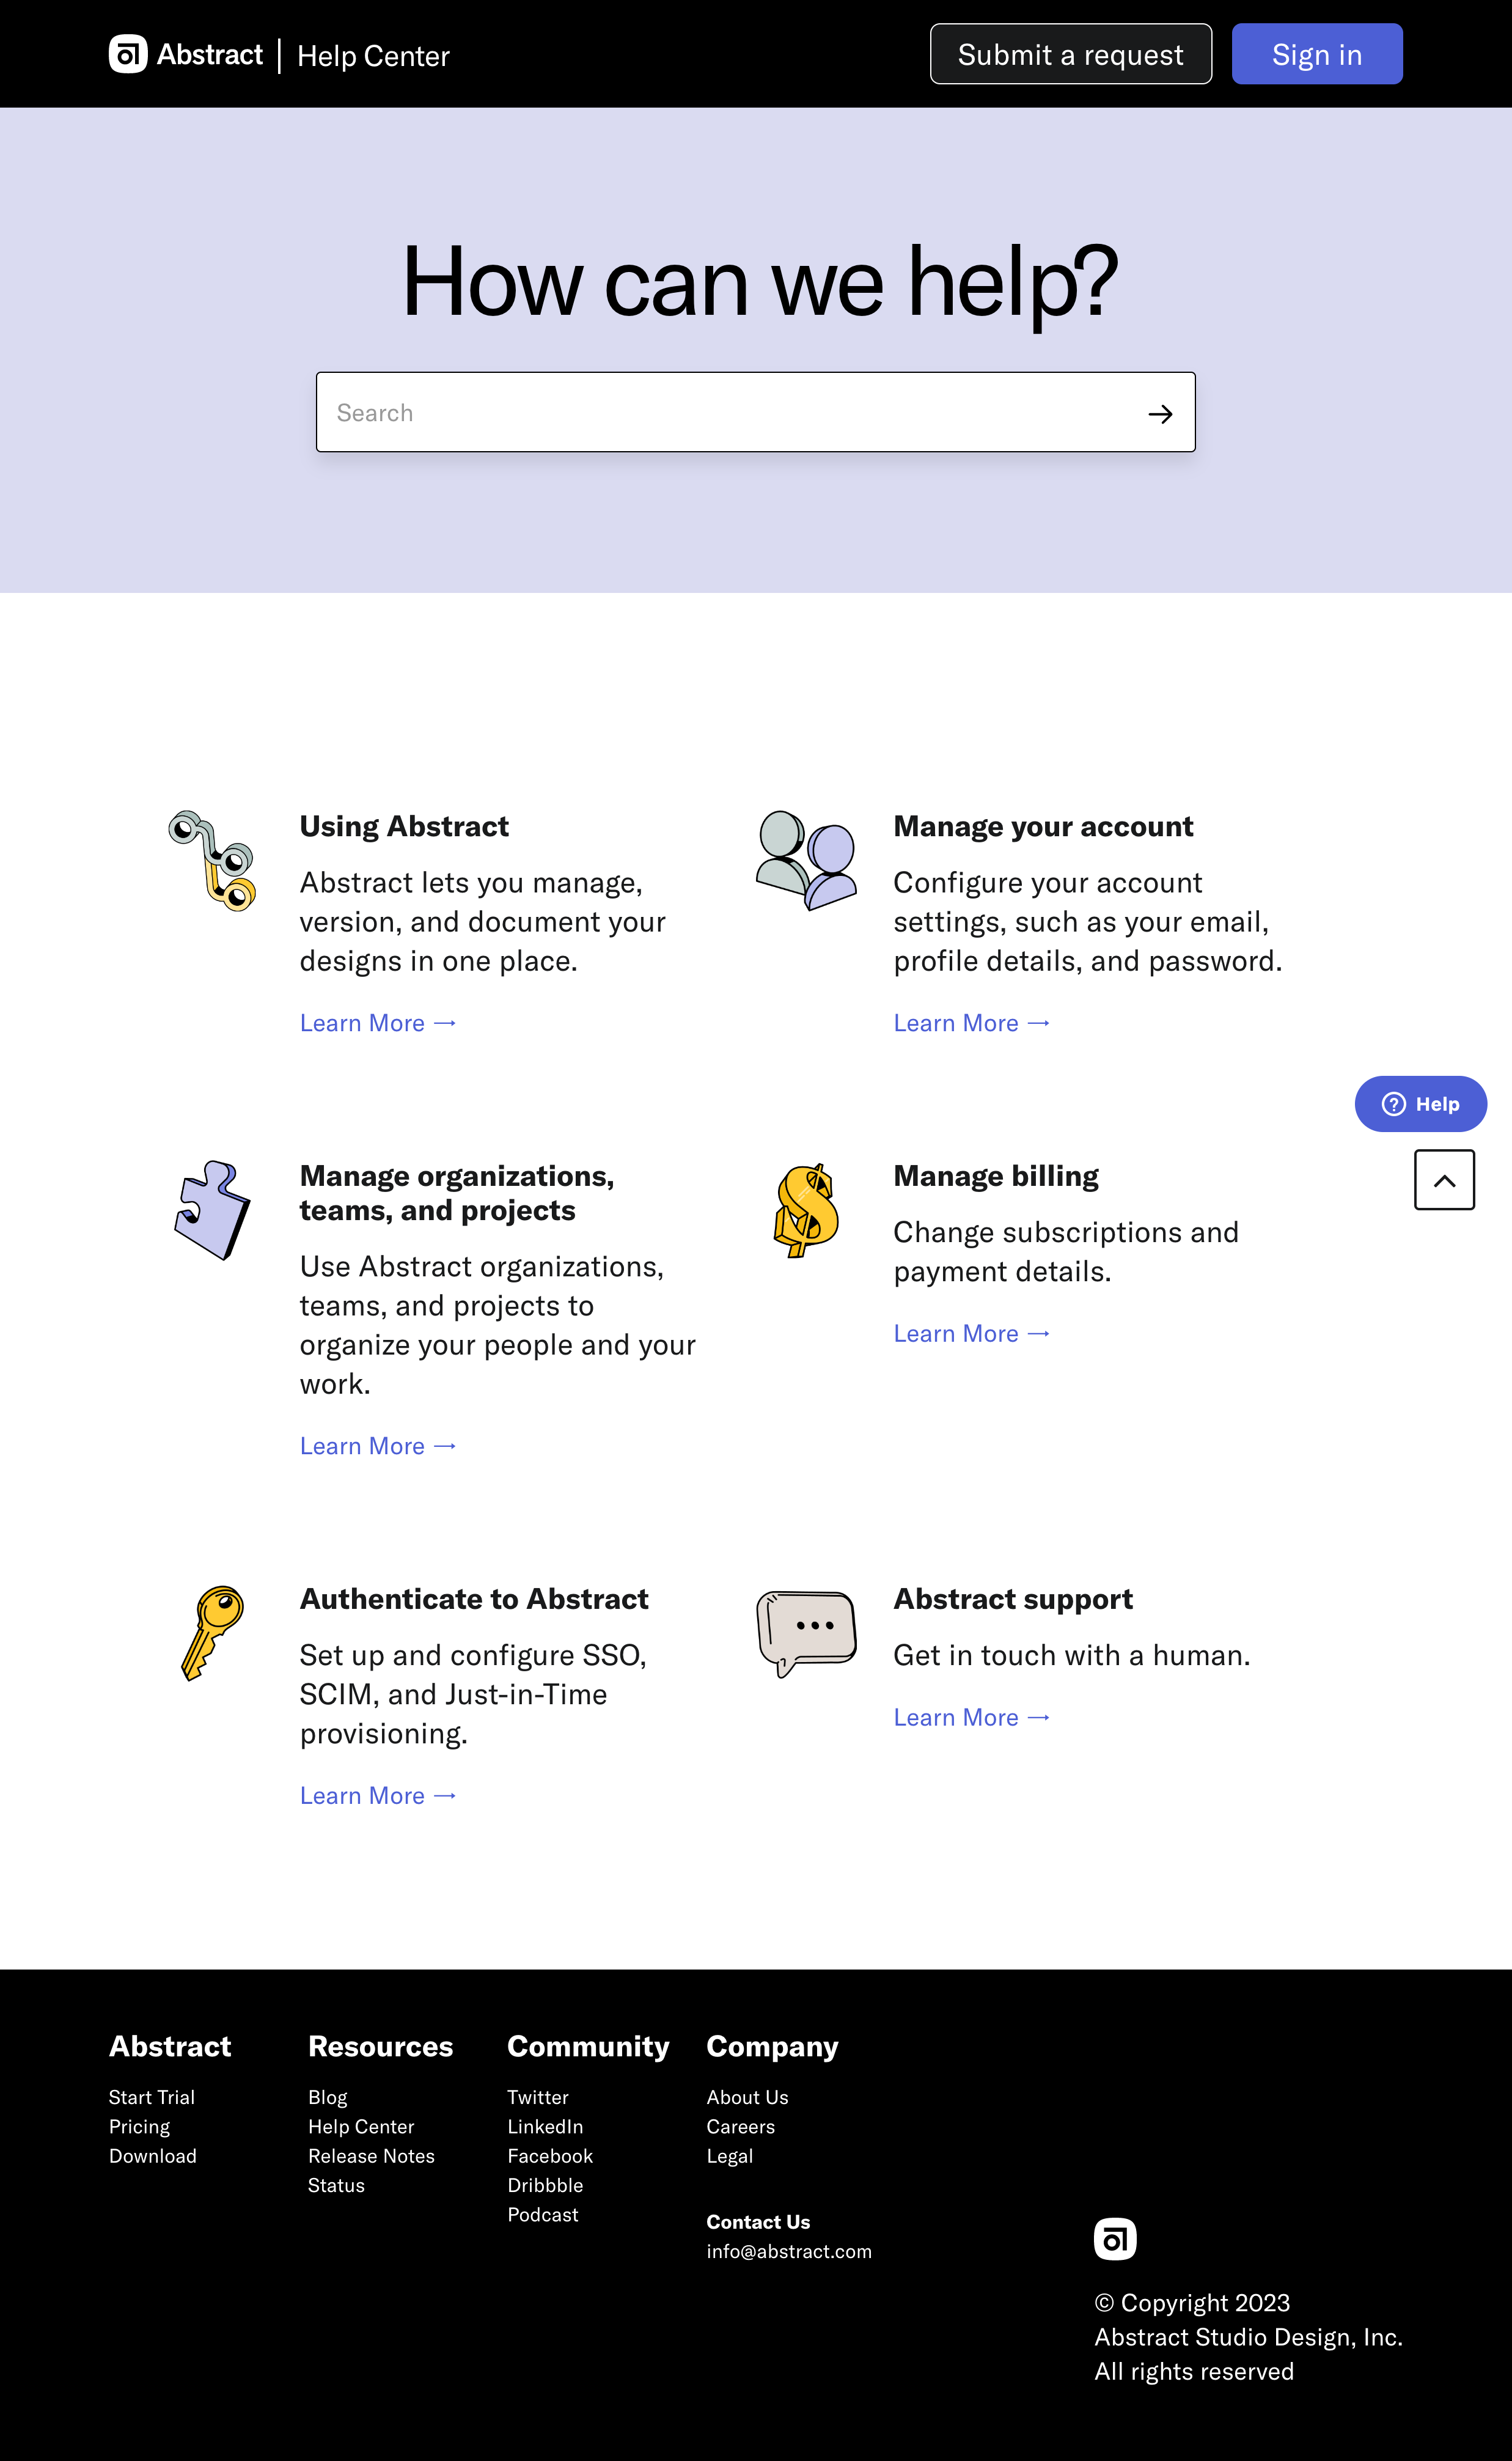 Abstract
Help Center
Submit a request
Sign in
How can we help?
Search
Using Abstract
Abstract lets you manage,
version, and document your
designs in one place.
Learn More →
Manage your account
Configure your account
settings, such as your email,
profile details, and password.
Learn More →
Help
Manage organizations,
teams, and projects
Use Abstract organizations,
teams, and projects to
organize your people and your
work.
Learn More →
Manage billing
Change subscriptions and
payment details.
Learn More →
Authenticate to Abstract
Set up and configure SSO,
SCIM, and Just-in-Time
provisioning.
Learn More →
Abstract support
Get in touch with a human.
Learn More →
Abstract
Start Trial
Pricing
Download
Resources
Blog
Help Center
Release Notes
Status
Community
Twitter
LinkedIn
Facebook
Dribbble
Podcast
Company
About Us
Careers
Legal
Contact Us
info@abstract.com
© Copyright 2023
Abstract Studio Design, Inc.
All rights reserved